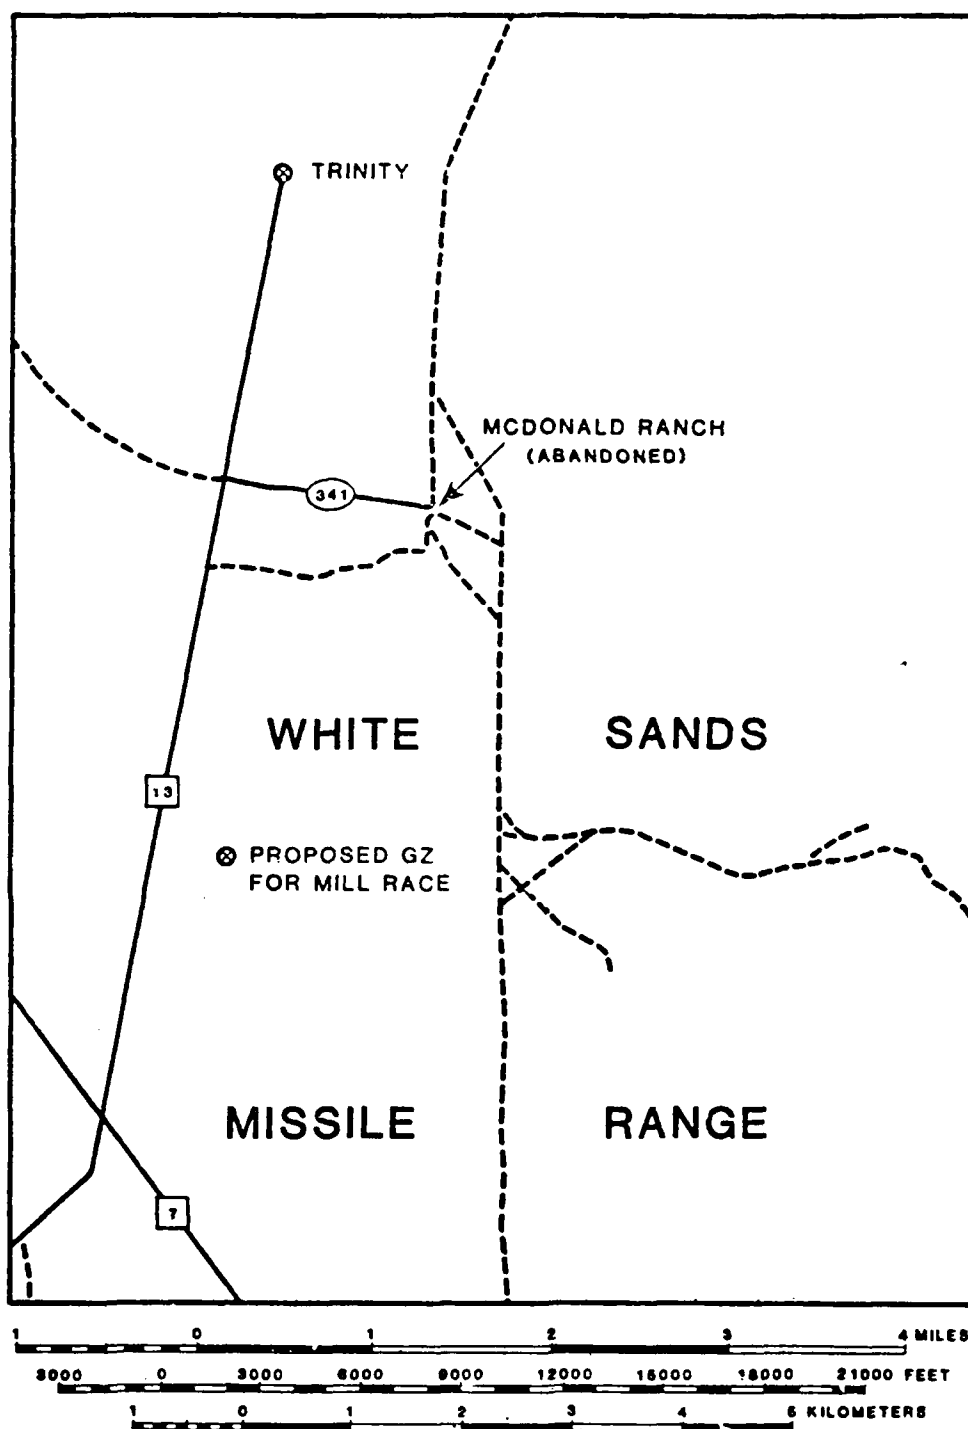 TRINITY
MCDONALD RANCH
(ABANDONED)
341
WHITE SANDS
13
PROPOSED GZ
FOR MILL RACE
MISSILE RANGE
7
1 0 1 2 3 4 MILES
3000 0 3000 6000 9000 12000 15000 18000 21000 FEET
1 0 1 2 3 4 5 KILOMETERS